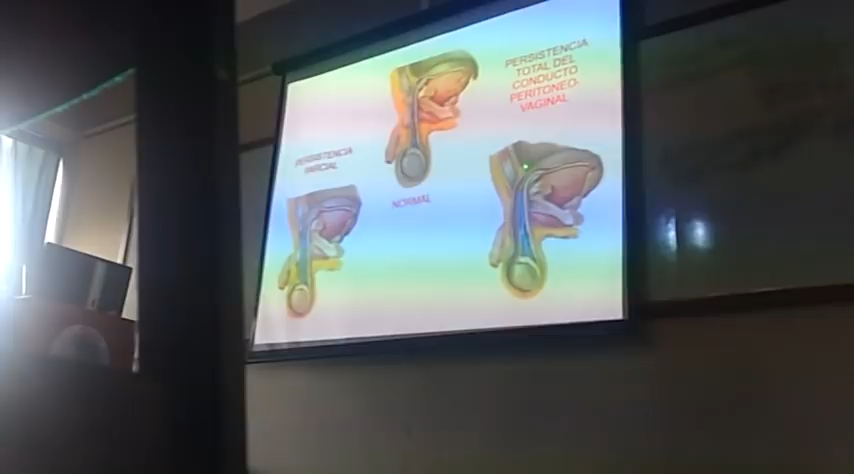 PERSISTENCIA
TOTAL DEL
CONDUCTO
PERITONEO-
VAGINAL
PERSISTENCIA
PARCIAL
NORMAL